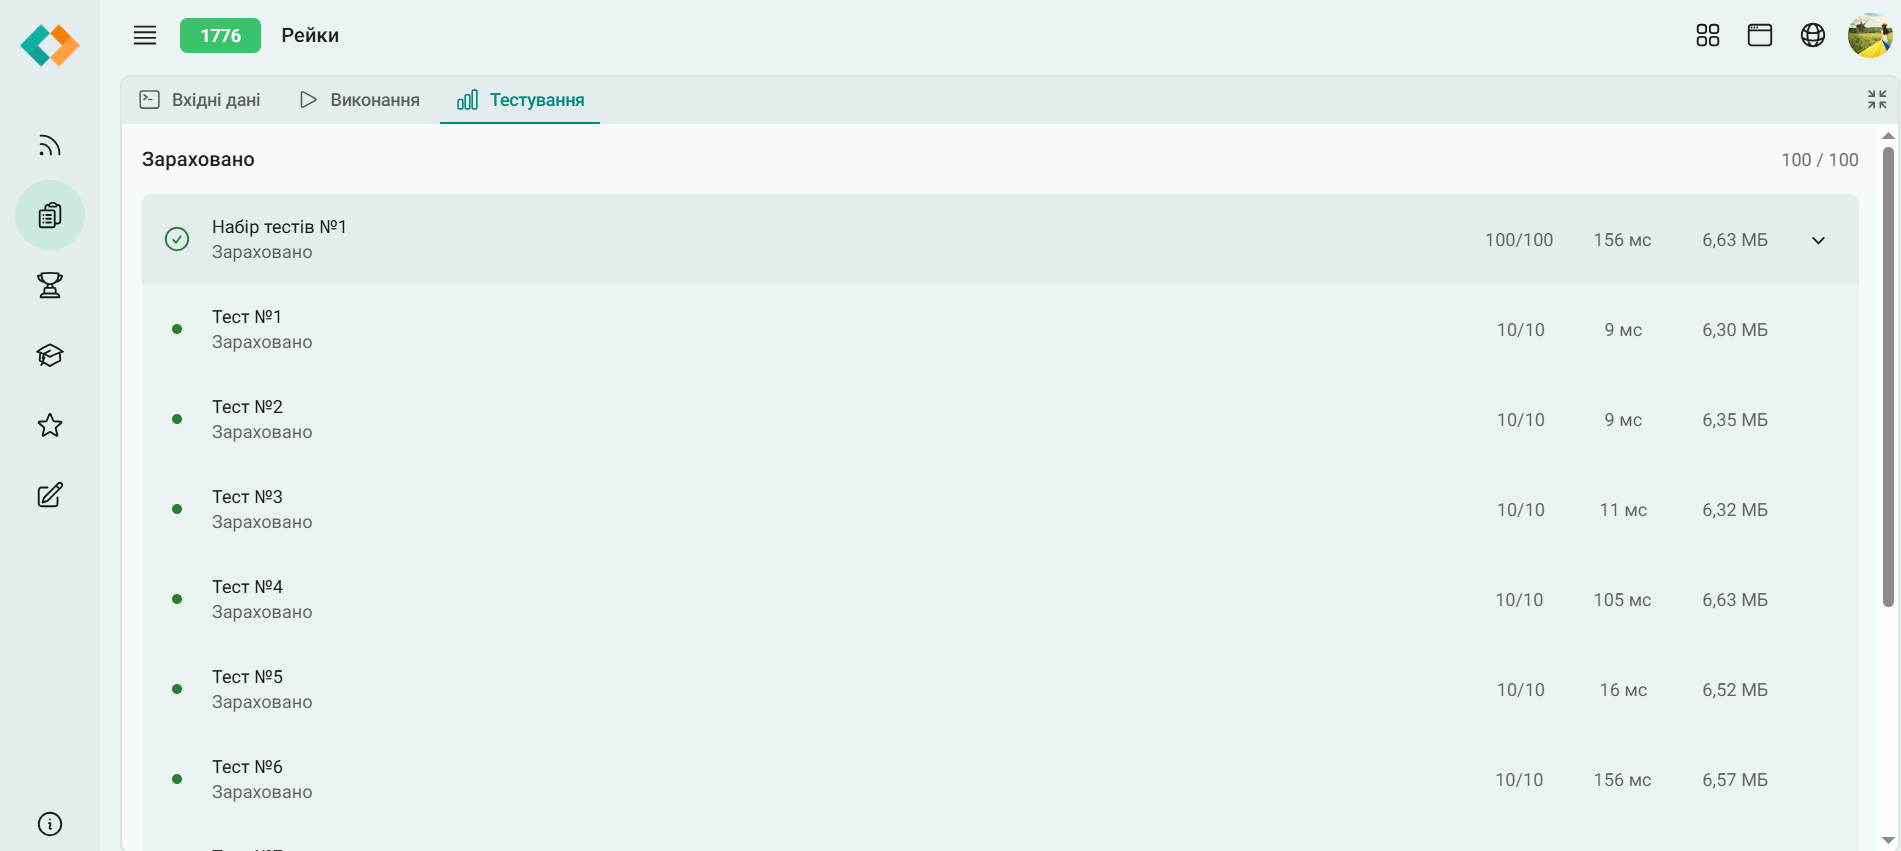 1776 Рейки
Вхідні дані Виконання Тестування
Зараховано 100 / 100
Набір тестів №1
Зараховано 100/100 156 мс 6,63 МБ
Тест №1
Зараховано 10/10 9 мс 6,30 МБ
Тест №2
Зараховано 10/10 9 мс 6,35 МБ
Тест №3
Зараховано 10/10 11 мс 6,32 МБ
Тест №4
Зараховано 10/10 105 мс 6,63 МБ
Тест №5
Зараховано 10/10 16 мс 6,52 МБ
Тест №6
Зараховано 10/10 156 мс 6,57 МБ